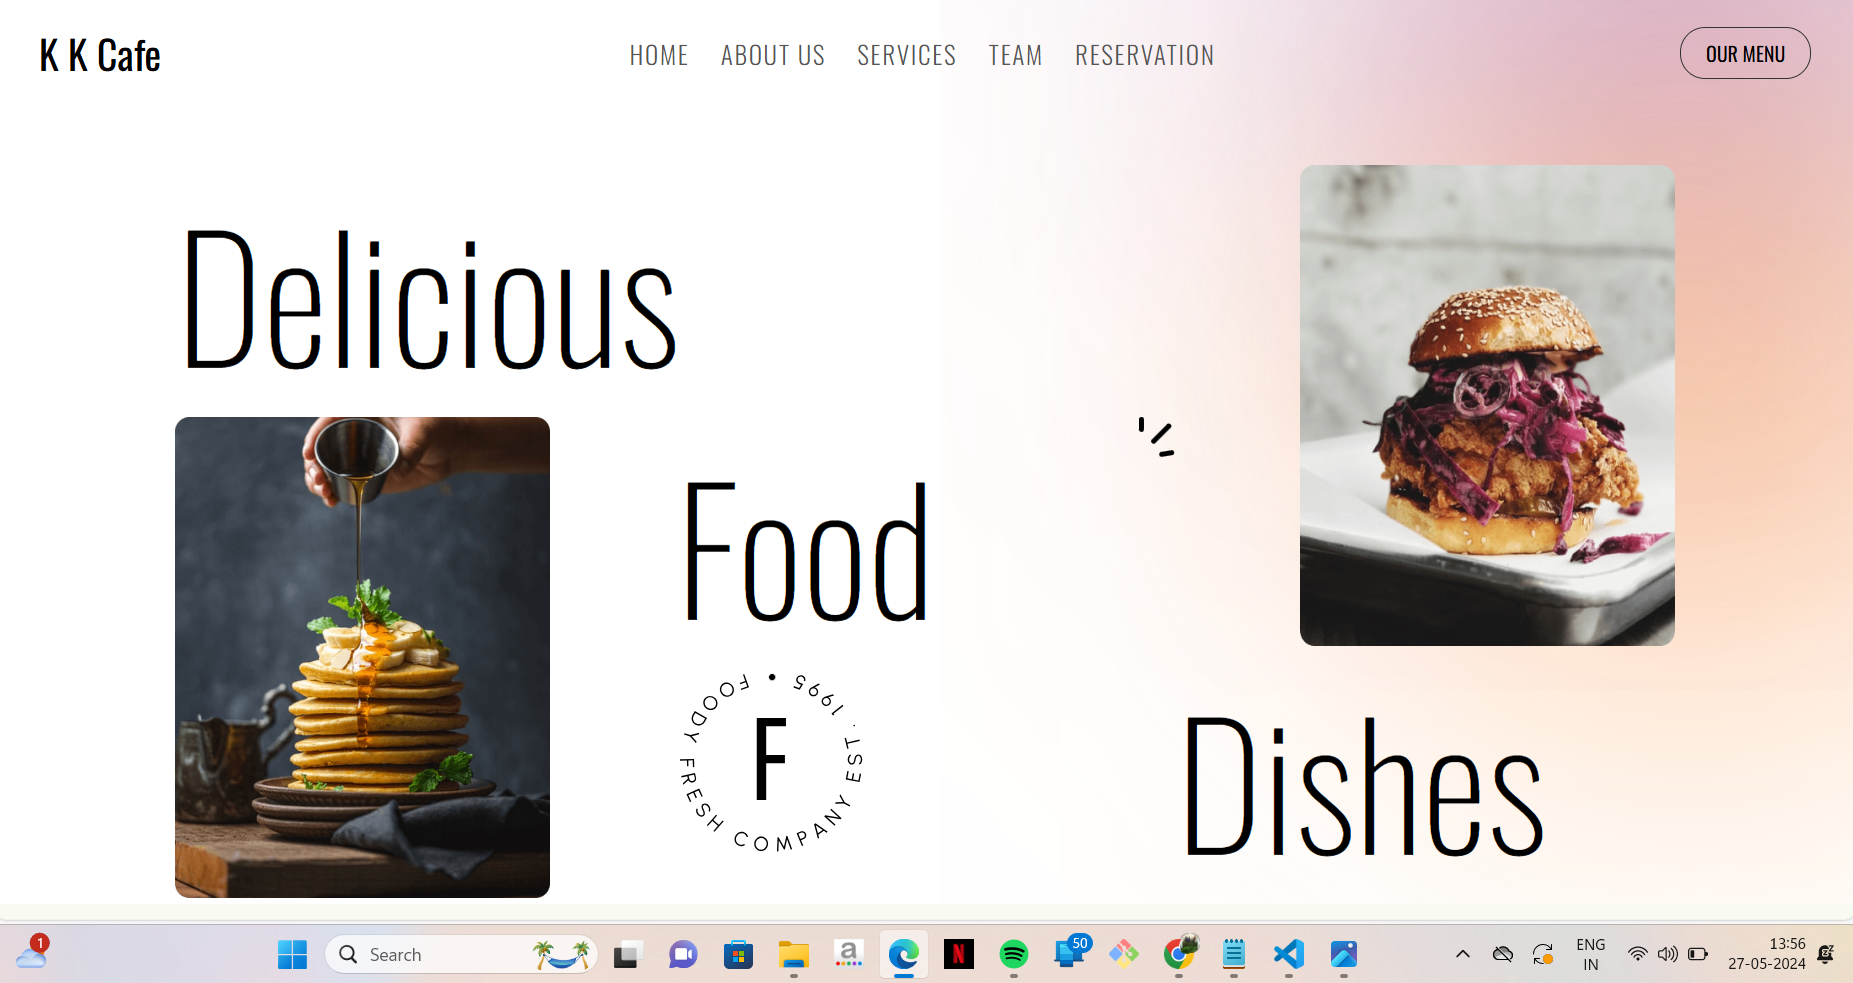 K K Cafe
HOME ABOUT US SERVICES TEAM RESERVATION
OUR MENU
Delicious
Food
FOODY FRESH COMPANY EST . 1995 •
F
Dishes
1
Search
a
N
50
ENG
IN
13:56
27-05-2024